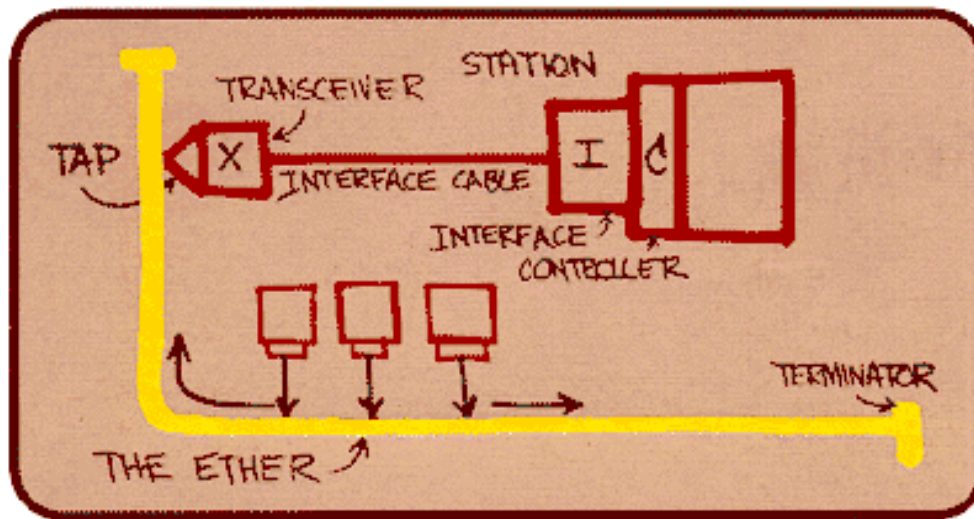 STATION
TRANSCEIVER
TAP
X
I
C
INTERFACE CABLE
INTERFACE
CONTROLLER
TERMINATOR
THE ETHER